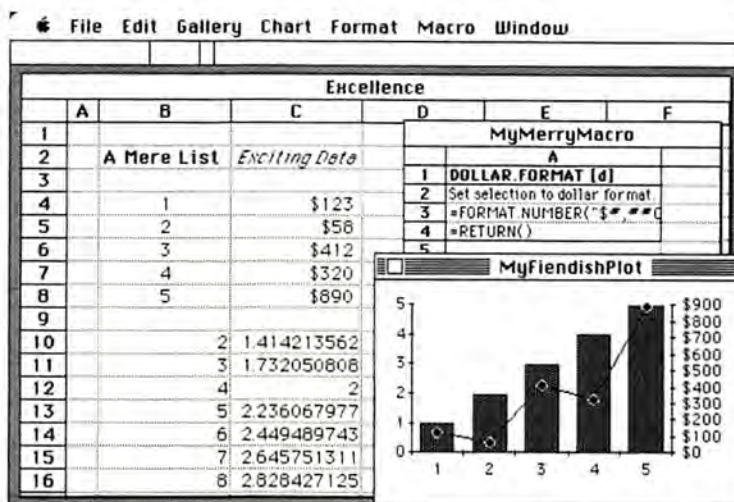 File Edit Gallery Chart Format Macro Window
Excellence
A B C D E F
1
2 A Mere List Exciting Data
3
4 1 $123
5 2 $58
6 3 $412
7 4 $320
8 5 $890
9
10 2 1.414213562
11 3 1.732050808
12 4 2
13 5 2.236067977
14 6 2.449489743
15 7 2.645751311
16 8 2.828427125
MyMerryMacro
A
1 DOLLAR.FORMAT [d]
2 Set selection to dollar format.
3 =FORMAT.NUMBER("$#,##0
4 =RETURN()
5
MyFiendishPlot
5 $900
$800
4 $700
$600
3 $500
$400
2 $300
$200
1 $100
0 $0
1 2 3 4 5